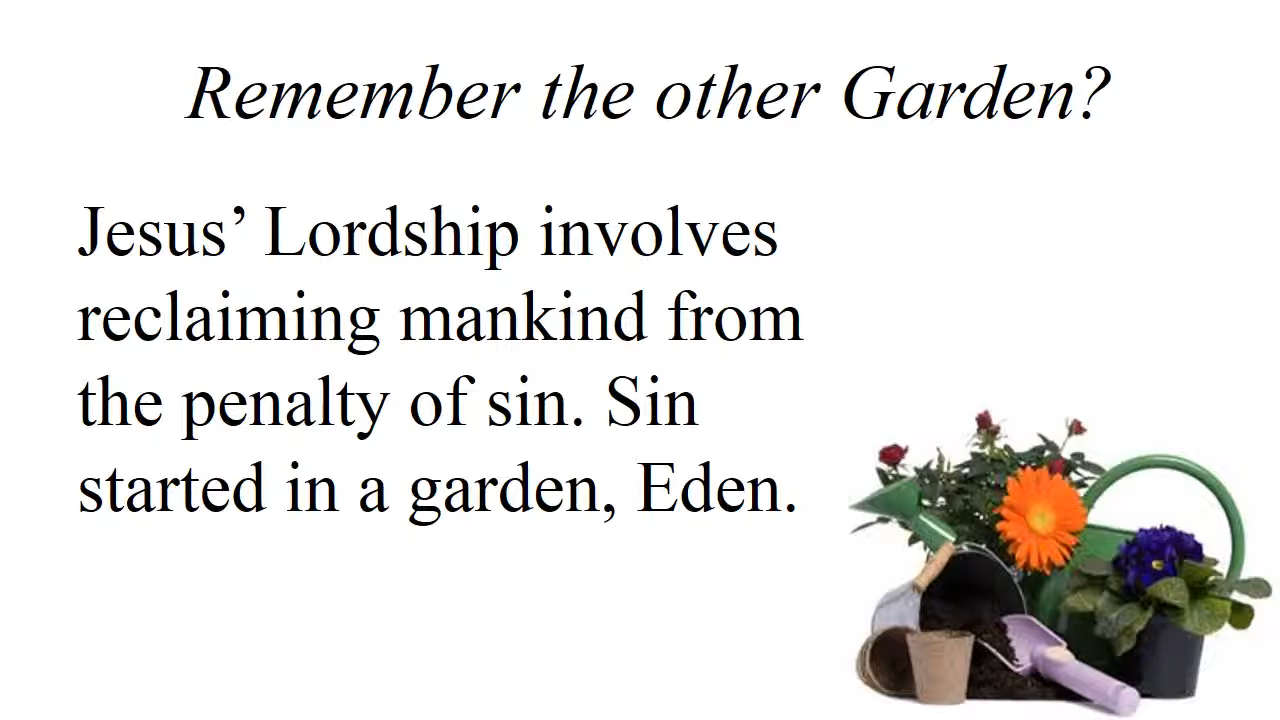 Remember the other Garden?
Jesus’ Lordship involves
reclaiming mankind from
the penalty of sin. Sin
started in a garden, Eden.